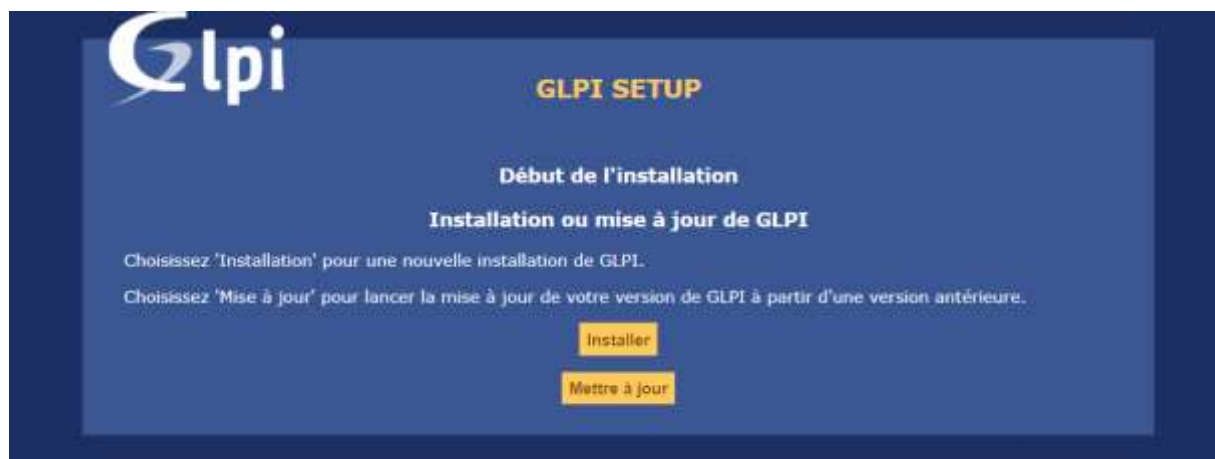 Glpi
GLPI SETUP
Début de l'installation
Installation ou mise à jour de GLPI
Choisissez 'Installation' pour une nouvelle installation de GLPI.
Choisissez 'Mise à jour' pour lancer la mise à jour de votre version de GLPI à partir d'une version antérieure.
Installer
Mettre à jour